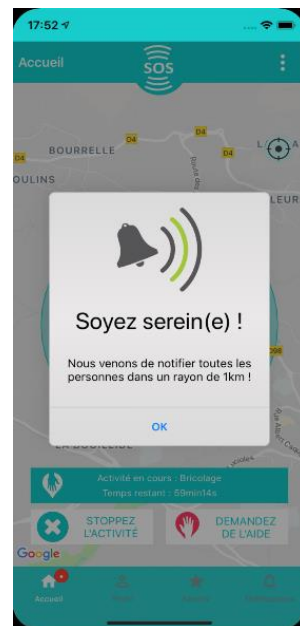 17:52
Accueil
SOS
D4
D4
BOURRELLE
D4
D4
OULINS
LEUR
Soyez serein(e) !
Nous venons de notifier toutes les
personnes dans un rayon de 1km !
OK
Activité en cours : Bricolage
Temps restant : 59min14s
STOPPEZ
L'ACTIVITÉ
DEMANDEZ
DE L'AIDE
Google
Accueil